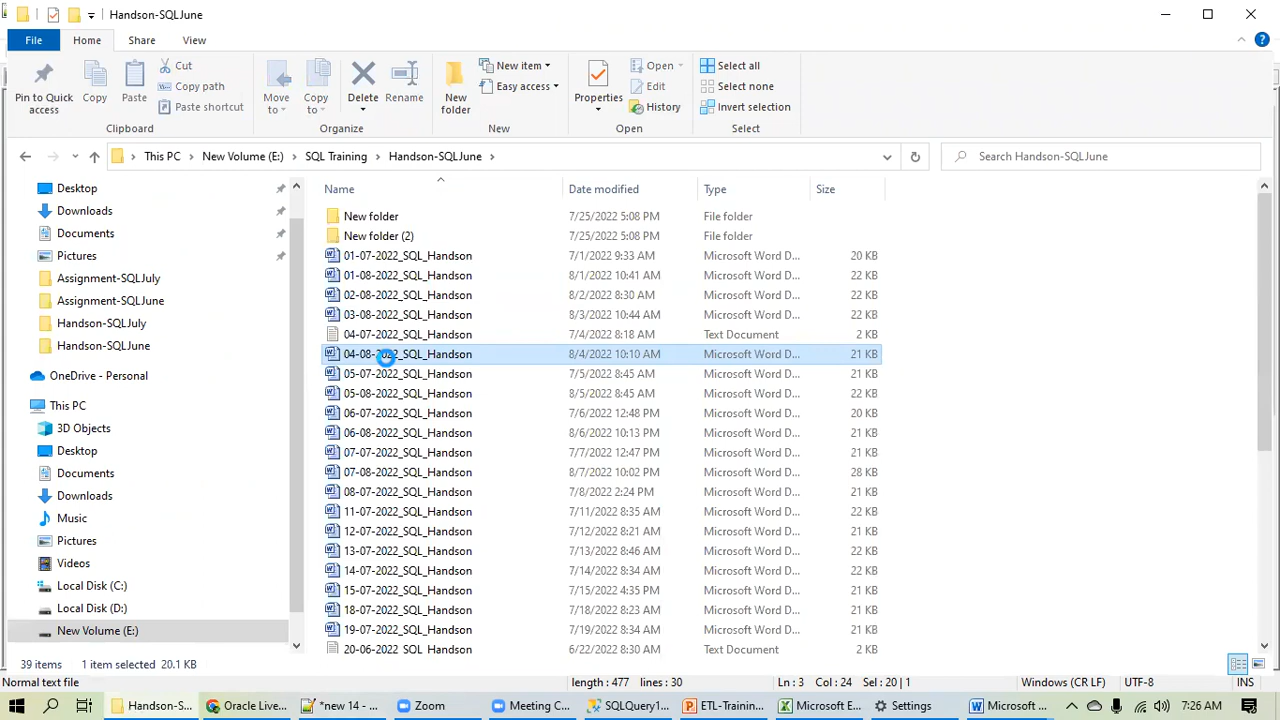 Handson-SQLJune
File Home Share View
Pin to Quick access
Copy
Paste
Cut
Copy path
Paste shortcut
Clipboard
Move to
Copy to
Delete
Rename
Organize
New folder
New item
Easy access
New
Properties
Open
Edit
History
Open
Select all
Select none
Invert selection
Select
This PC New Volume (E:) SQL Training Handson-SQLJune
Search Handson-SQLJune
Desktop
Downloads
Documents
Pictures
Assignment-SQLJuly
Assignment-SQLJune
Handson-SQLJuly
Handson-SQLJune
OneDrive - Personal
This PC
3D Objects
Desktop
Documents
Downloads
Music
Pictures
Videos
Local Disk (C:)
Local Disk (D:)
New Volume (E:)
Name Date modified Type Size
New folder 7/25/2022 5:08 PM File folder
New folder (2) 7/25/2022 5:08 PM File folder
01-07-2022_SQL_Handson 7/1/2022 9:33 AM Microsoft Word D... 20 KB
01-08-2022_SQL_Handson 8/1/2022 10:41 AM Microsoft Word D... 22 KB
02-08-2022_SQL_Handson 8/2/2022 8:30 AM Microsoft Word D... 22 KB
03-08-2022_SQL_Handson 8/3/2022 10:44 AM Microsoft Word D... 22 KB
04-07-2022_SQL_Handson 7/4/2022 8:18 AM Text Document 2 KB
04-08-2022_SQL_Handson 8/4/2022 10:10 AM Microsoft Word D... 21 KB
05-07-2022_SQL_Handson 7/5/2022 8:45 AM Microsoft Word D... 21 KB
05-08-2022_SQL_Handson 8/5/2022 8:45 AM Microsoft Word D... 21 KB
06-07-2022_SQL_Handson 7/6/2022 12:48 PM Microsoft Word D... 20 KB
06-08-2022_SQL_Handson 8/6/2022 10:13 PM Microsoft Word D... 21 KB
07-07-2022_SQL_Handson 7/7/2022 12:47 PM Microsoft Word D... 21 KB
07-08-2022_SQL_Handson 8/7/2022 10:02 PM Microsoft Word D... 28 KB
08-07-2022_SQL_Handson 7/8/2022 2:24 PM Microsoft Word D... 21 KB
11-07-2022_SQL_Handson 7/11/2022 8:35 AM Microsoft Word D... 22 KB
12-07-2022_SQL_Handson 7/12/2022 8:21 AM Microsoft Word D... 21 KB
13-07-2022_SQL_Handson 7/13/2022 8:46 AM Microsoft Word D... 22 KB
14-07-2022_SQL_Handson 7/14/2022 8:34 AM Microsoft Word D... 22 KB
15-07-2022_SQL_Handson 7/15/2022 4:35 PM Microsoft Word D... 21 KB
18-07-2022_SQL_Handson 7/18/2022 8:23 AM Microsoft Word D... 21 KB
19-07-2022_SQL_Handson 7/19/2022 8:34 AM Microsoft Word D... 21 KB
20-06-2022_SQL_Handson 6/22/2022 8:30 AM Text Document 2 KB
39 items 1 item selected 20.1 KB
Normal text file length : 477 lines : 30 Ln : 3 Col : 24 Sel : 20 | 1 Windows (CR LF) UTF-8 INS
Handson-S... Oracle Live... *new 14 - ... Zoom Meeting C... SQLQuery1... ETL-Training... Microsoft E... Settings Microsoft ... 7:26 AM